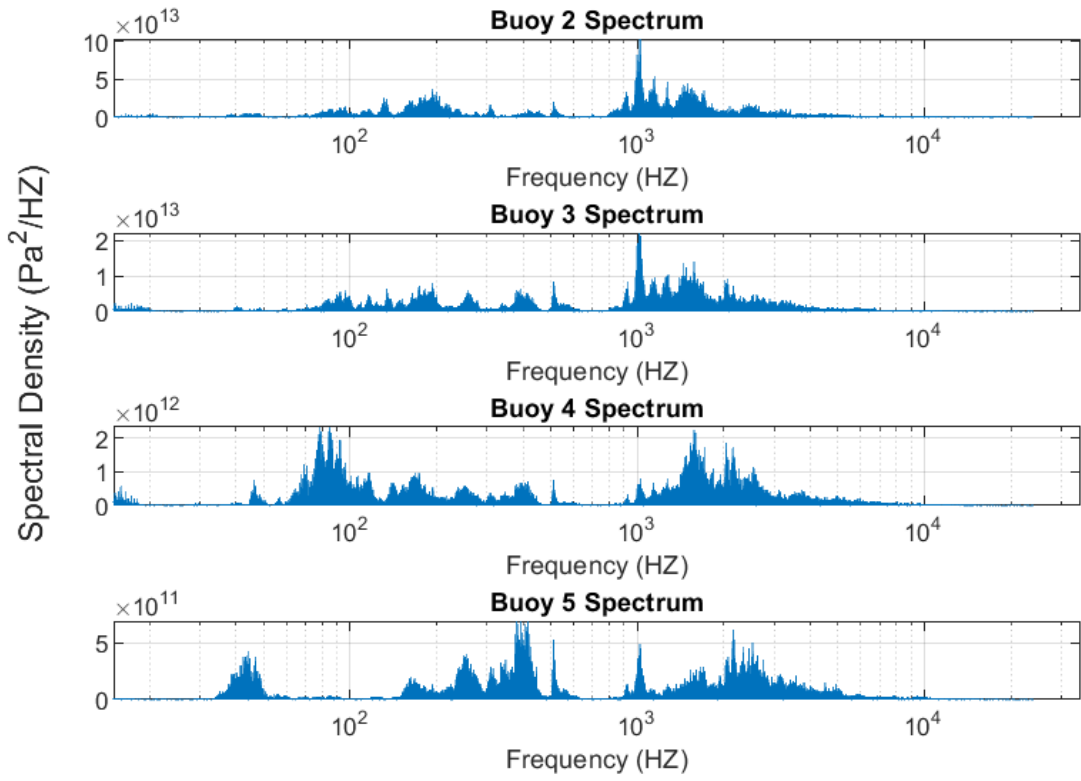 Spectral Density (Pa²/HZ)
×10¹³
Buoy 2 Spectrum
10
5
0
10² 10³ 10⁴
Frequency (HZ)
×10¹³
Buoy 3 Spectrum
2
1
0
10² 10³ 10⁴
Frequency (HZ)
×10¹²
Buoy 4 Spectrum
2
1
0
10² 10³ 10⁴
Frequency (HZ)
×10¹¹
Buoy 5 Spectrum
5
0
10² 10³ 10⁴
Frequency (HZ)